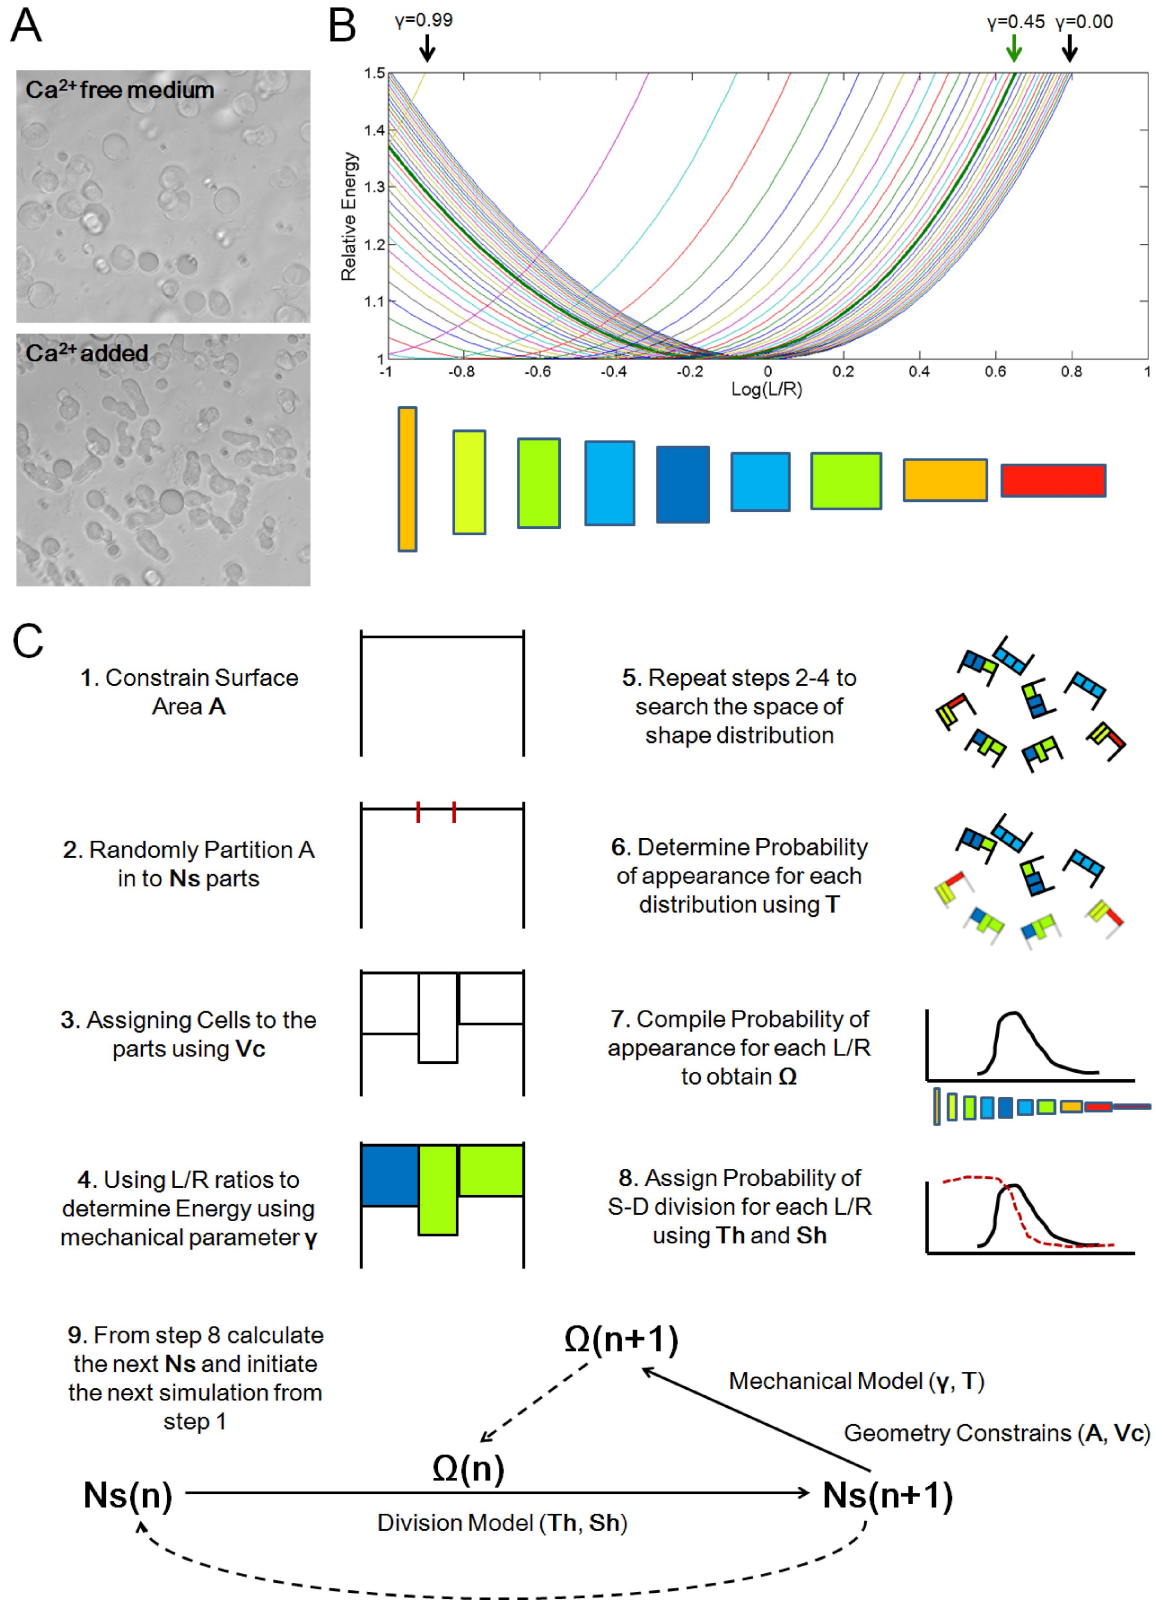 A
Ca2+ free medium
Ca2+ added
B
γ=0.99
γ=0.45
γ=0.00
Relative Energy
1.5
1.4
1.3
1.2
1.1
1
-1
-0.8
-0.6
-0.4
-0.2
0
0.2
0.4
0.6
0.8
1
Log(L/R)
C
1. Constrain Surface
Area A
2. Randomly Partition A
in to Ns parts
3. Assigning Cells to the
parts using Vc
4. Using L/R ratios to
determine Energy using
mechanical parameter γ
5. Repeat steps 2-4 to
search the space of
shape distribution
6. Determine Probability
of appearance for each
distribution using T
7. Compile Probability of
appearance for each L/R
to obtain Ω
8. Assign Probability of
S-D division for each L/R
using Th and Sh
9. From step 8 calculate
the next Ns and initiate
the next simulation from
step 1
Ω(n+1)
Mechanical Model (γ, T)
Geometry Constrains (A, Vc)
Ω(n)
Ns(n)
Ns(n+1)
Division Model (Th, Sh)